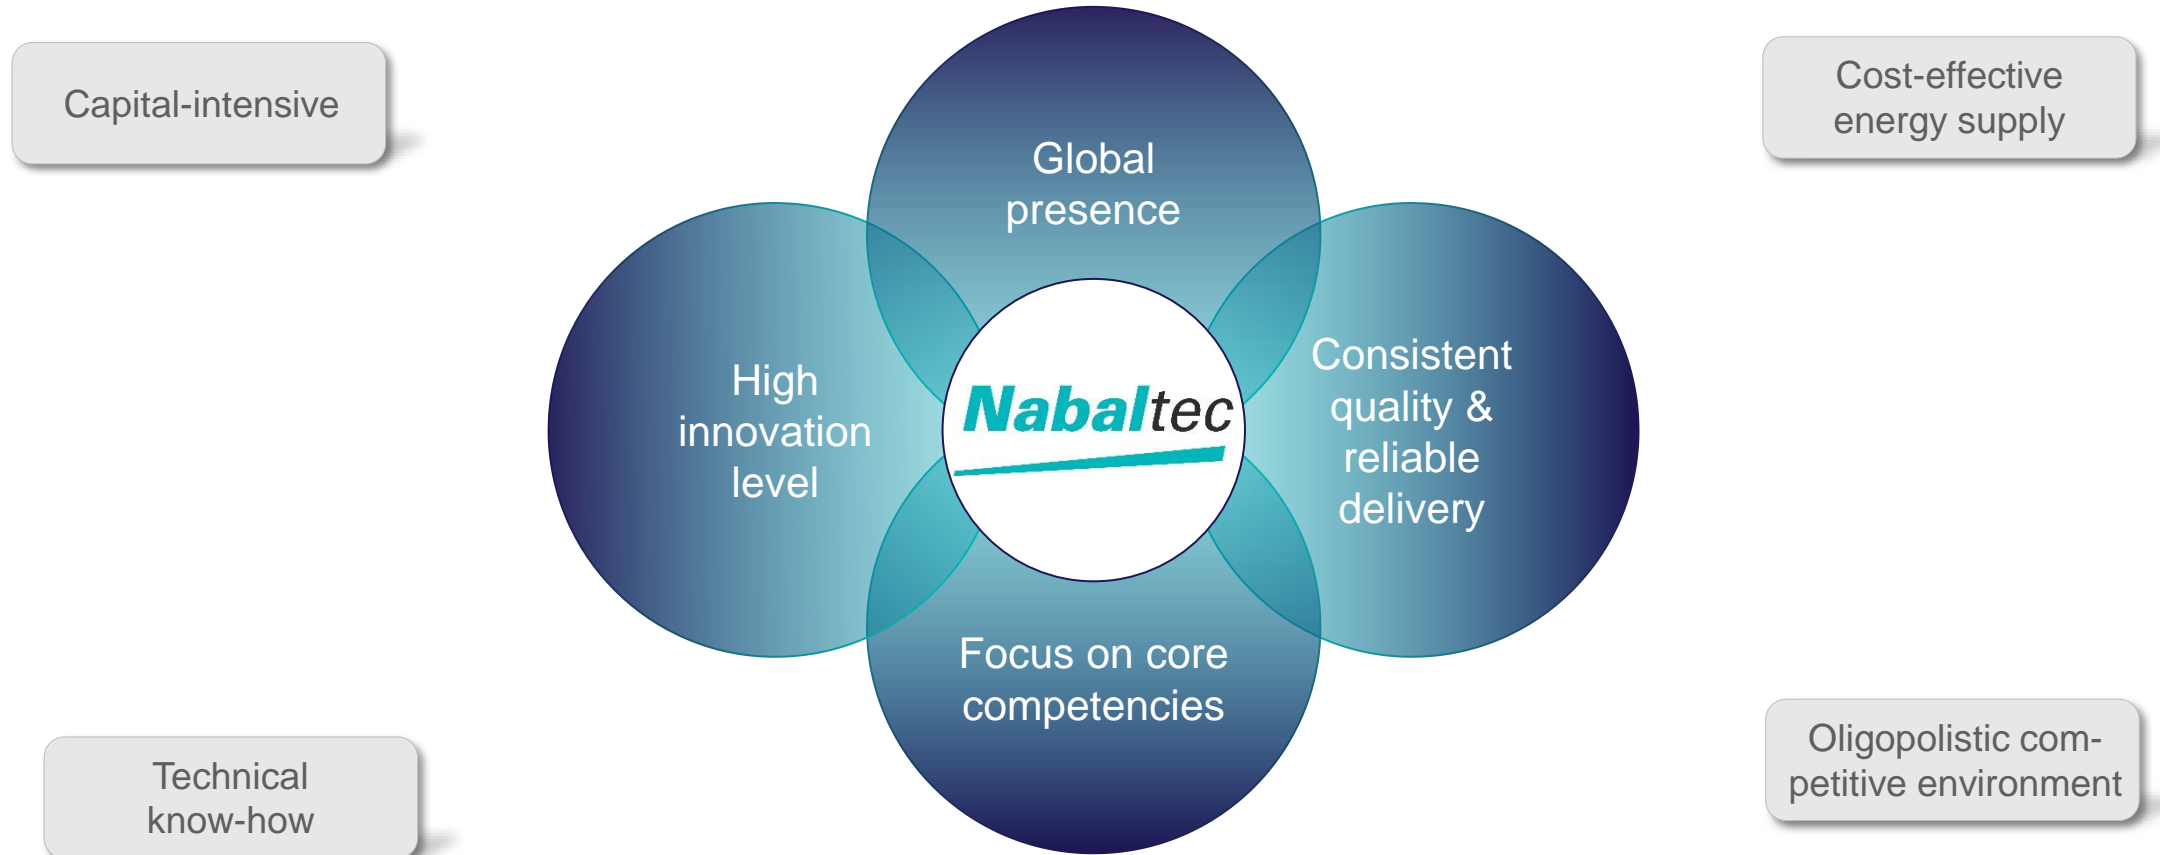 Capital-intensive
Cost-effective
energy supply
Global
presence
High
innovation
level
Nabaltec
Consistent
quality &
reliable
delivery
Focus on core
competencies
Technical
know-how
Oligopolistic com-
petitive environment